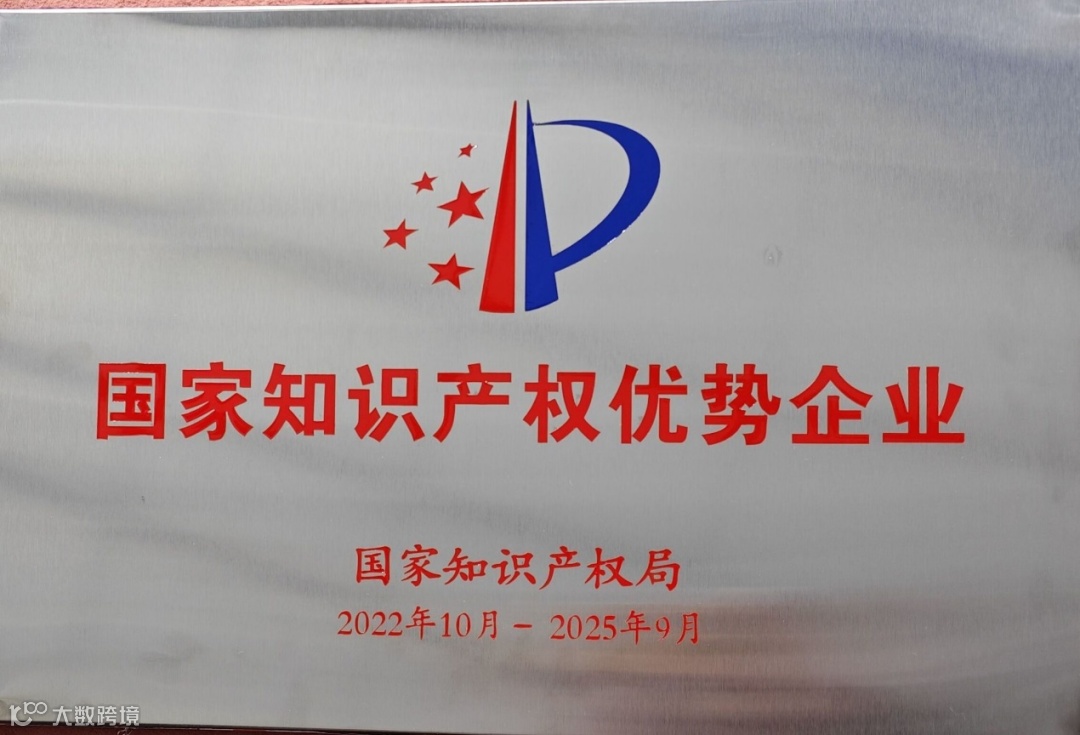 国家知识产权优势企业
国家知识产权局
2022年10月 - 2025年9月
大数跨境